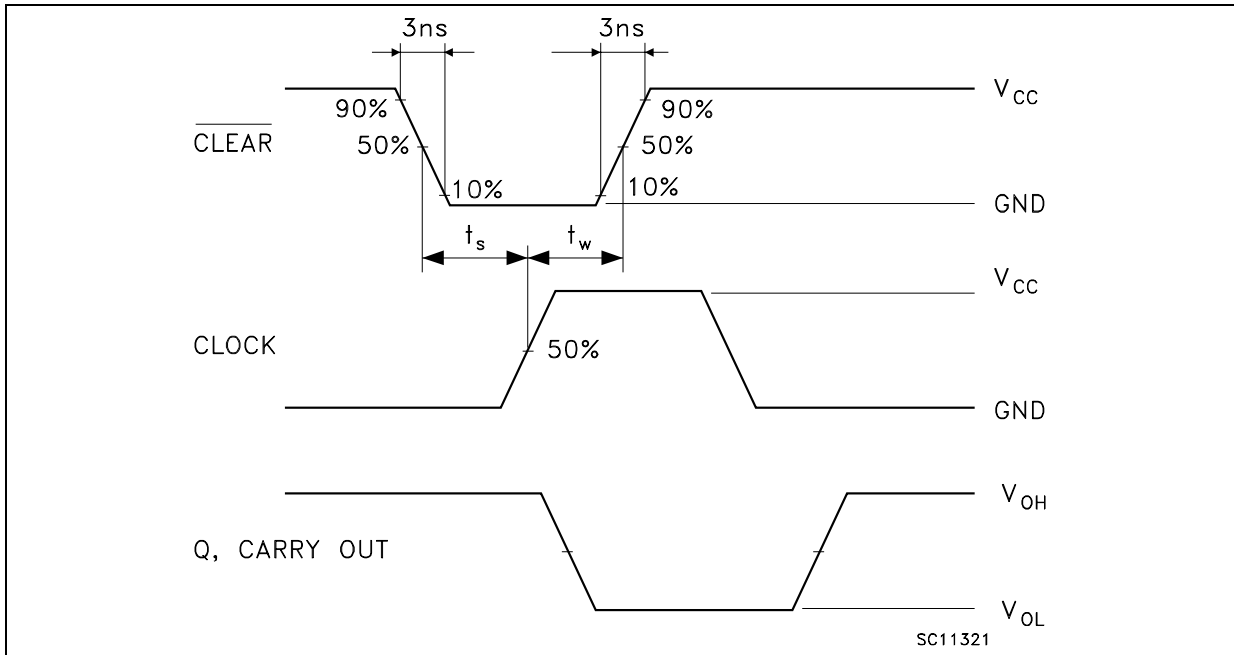 3ns 3ns
V_CC
90% 90%
CLEAR
50% 50%
10% 10%
GND
t_s t_w
V_CC
CLOCK
50%
GND
V_OH
Q, CARRY OUT
V_OL
SC11321